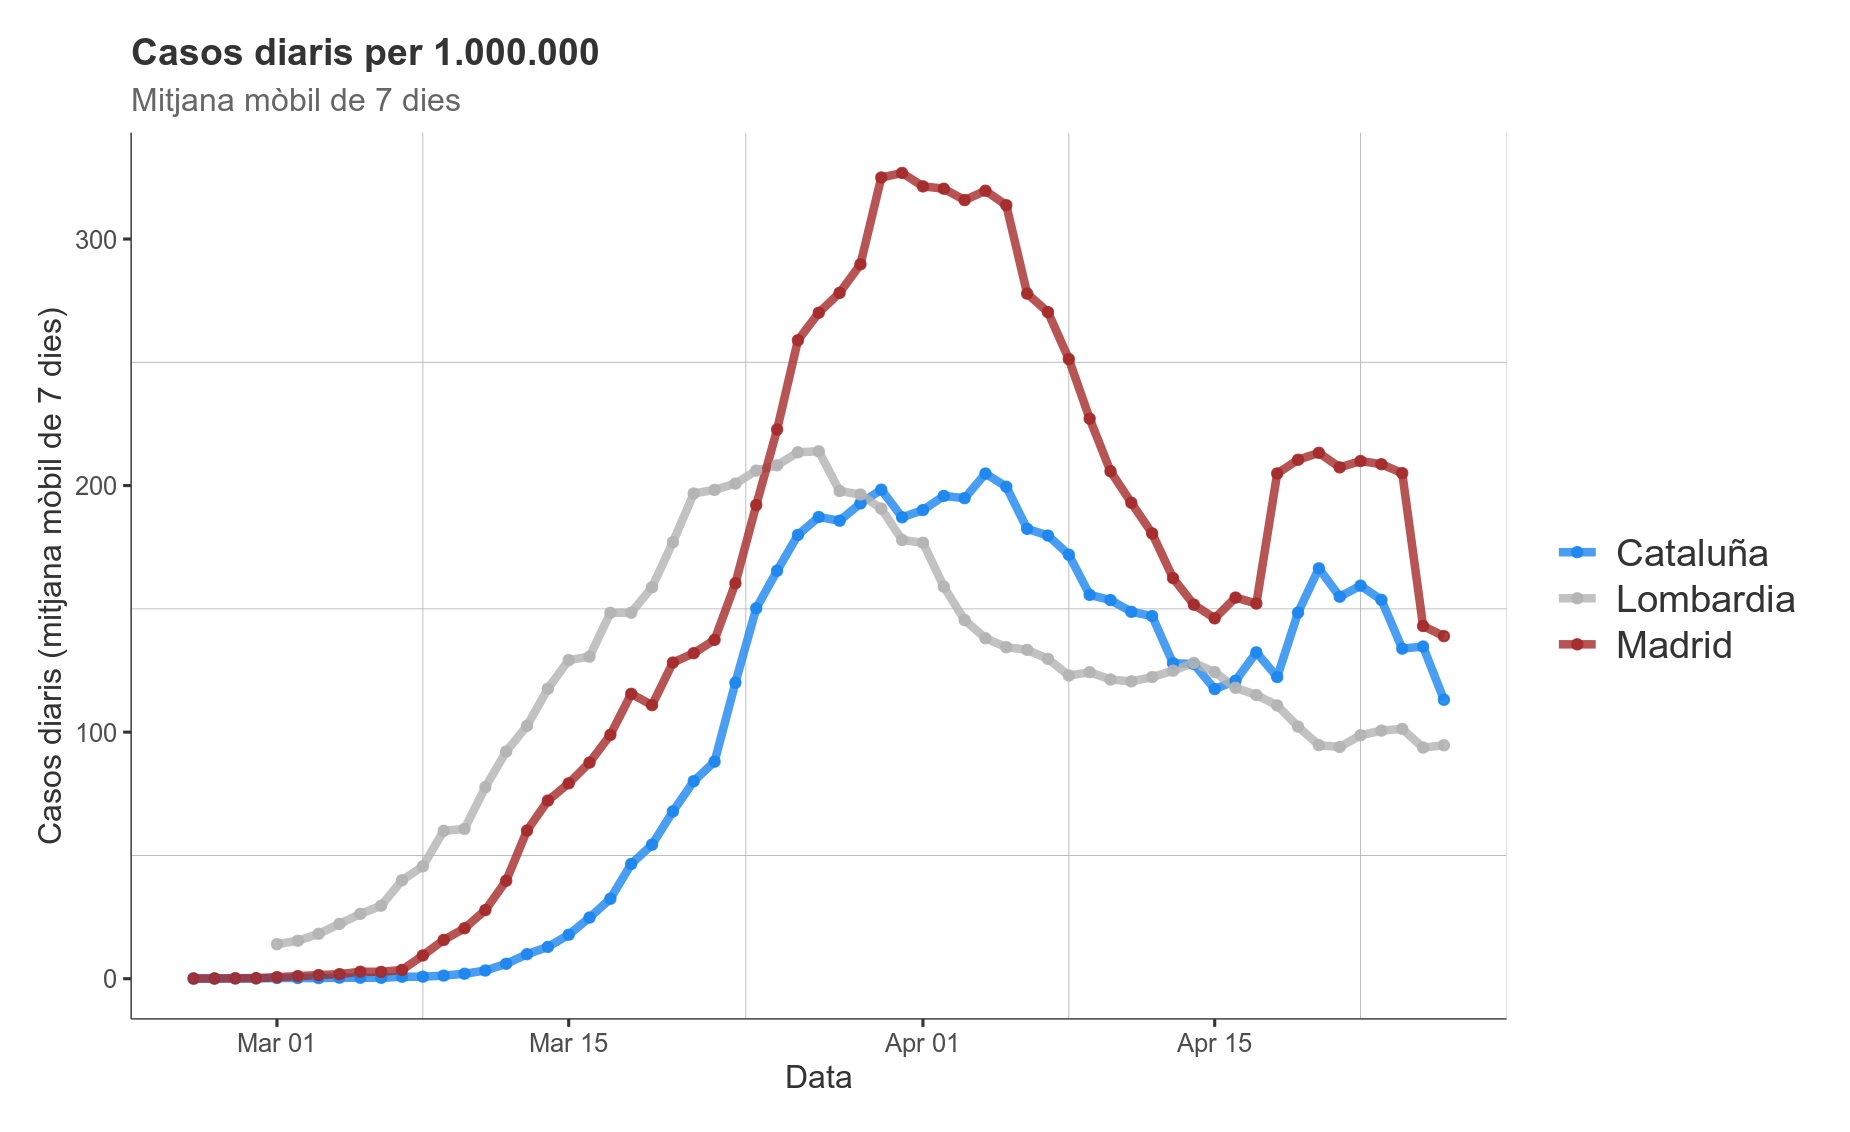 Casos diaris per 1.000.000
Mitjana mòbil de 7 dies
Casos diaris (mitjana mòbil de 7 dies)
300
200
100
0
Mar 01
Mar 15
Apr 01
Apr 15
Data
Cataluña
Lombardia
Madrid